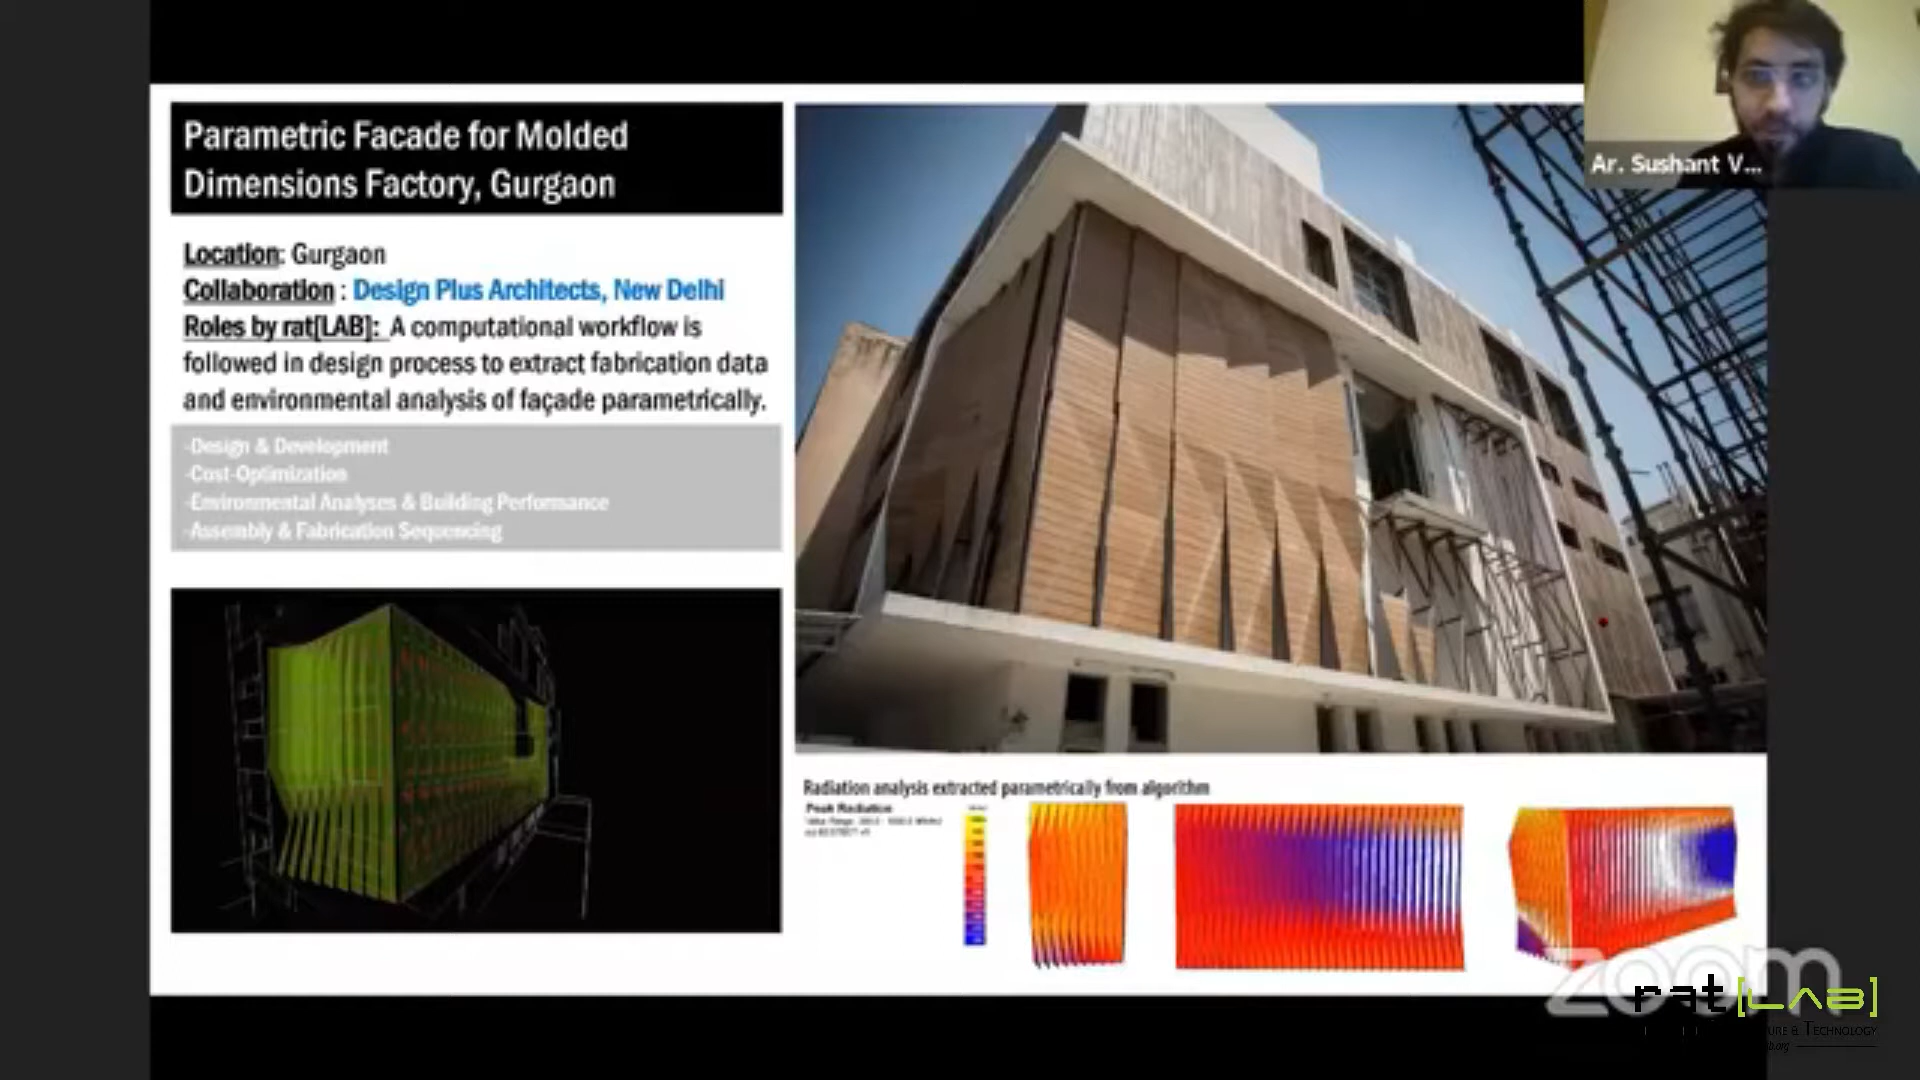 Parametric Facade for Molded
Dimensions Factory, Gurgaon
Location: Gurgaon
Collaboration : Design Plus Architects, New Delhi
Roles by rat[LAB]: A computational workflow is
followed in design process to extract fabrication data
and environmental analysis of façade parametrically.
-Design & Development
-Cost-Optimization
-Environmental Analyses & Building Performance
-Assembly & Fabrication Sequencing
Ar. Sushant V...
Radiation analysis extracted parametrically from algorithm
Peak Radiation
zoom
rat[LAB]
URE & TECHNOLOGY